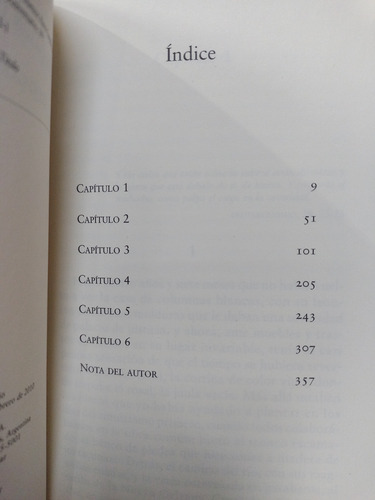 Índice
Capítulo 1 9
Capítulo 2 51
Capítulo 3 101
Capítulo 4 205
Capítulo 5 243
Capítulo 6 307
Nota del autor 357
Argentina